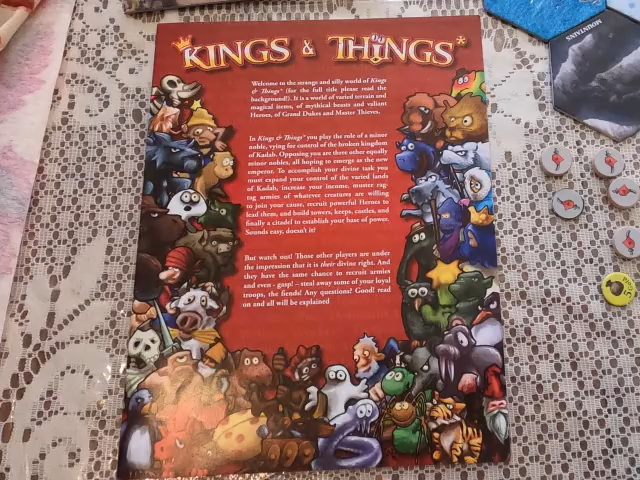 KINGS & THINGS*
Welcome to the strange and silly world of Kings
& Things* (for the full title please read the
background!). It is a world of varied terrain and
magical items, of mythical beasts and valiant
Heroes, of Grand Dukes and Master Thieves.
In Kings & Things* you play the role of a minor
noble, vying for control of the broken kingdom
of Kadab. Opposing you are three other equally
minor nobles, all hoping to emerge as the new
emperor. To accomplish your divine task you
must expand your control of the varied lands
of Kadab, increase your income, muster rag-
tag armies of whatever creatures are willing
to join your cause, recruit powerful Heroes to
lead them, and build towers, keeps, castles, and
finally a citadel to establish your base of power.
Sounds easy, doesn't it?
But watch out! Those other players are under
the impression that it is their divine right. And
they have the same chance to recruit armies
and even - gasp! – steal away some of your loyal
troops, the fiends! Any questions? Good! read
on and all will be explained
MOUNTAINS